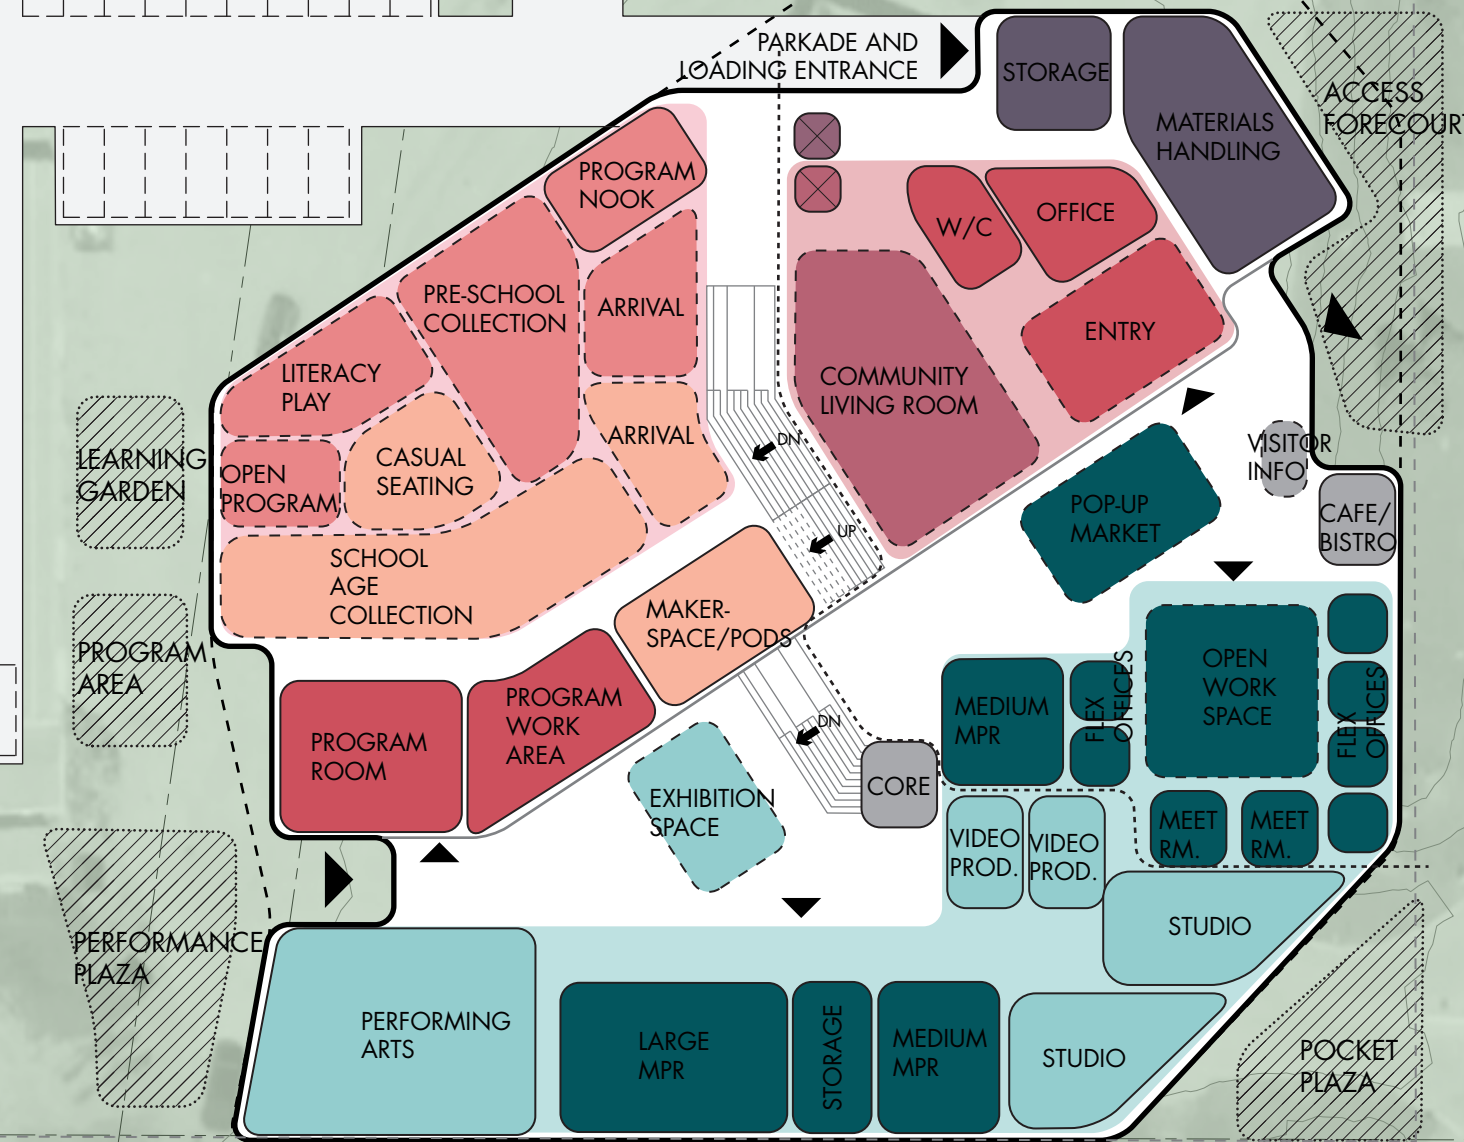 PARKADE AND
LOADING ENTRANCE
STORAGE
MATERIALS
HANDLING
ACCESS
FORECOURT
PROGRAM
NOOK
W/C
OFFICE
PRE-SCHOOL
COLLECTION
ARRIVAL
ENTRY
LITERACY
PLAY
COMMUNITY
LIVING ROOM
ARRIVAL
DN
VISITOR
INFO
LEARNING
GARDEN
OPEN
PROGRAM
CASUAL
SEATING
POP-UP
MARKET
CAFE/
BISTRO
UP
SCHOOL
AGE
COLLECTION
MAKER-
SPACE/PODS
PROGRAM
AREA
OPEN
WORK
SPACE
FLEX
OFFICES
FLEX
OFFICES
MEDIUM
MPR
PROGRAM
WORK
AREA
PROGRAM
ROOM
DN
CORE
EXHIBITION
SPACE
VIDEO
PROD.
VIDEO
PROD.
MEET
RM.
MEET
RM.
PERFORMANCE
PLAZA
STUDIO
PERFORMING
ARTS
LARGE
MPR
STORAGE
MEDIUM
MPR
STUDIO
POCKET
PLAZA